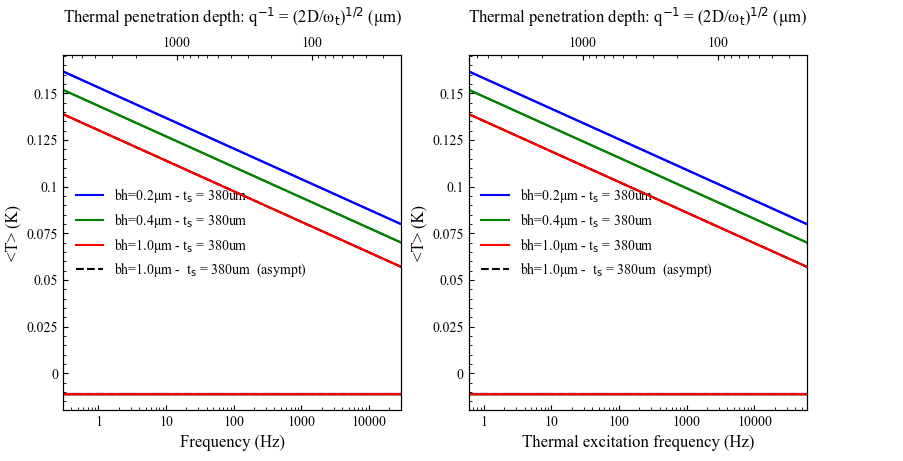 Thermal penetration depth: q⁻¹ = (2D/ωₜ)¹/² (μm)
1000 100
0.15
0.125
0.1
0.075
0.05
0.025
0
<T> (K)
bh=0.2μm - tₛ = 380um
bh=0.4μm - tₛ = 380um
bh=1.0μm - tₛ = 380um
bh=1.0μm - tₛ = 380um (asympt)
1 10 100 1000 10000
Frequency (Hz)
Thermal penetration depth: q⁻¹ = (2D/ωₜ)¹/² (μm)
1000 100
0.15
0.125
0.1
0.075
0.05
0.025
0
<T> (K)
bh=0.2μm - tₛ = 380um
bh=0.4μm - tₛ = 380um
bh=1.0μm - tₛ = 380um
bh=1.0μm - tₛ = 380um (asympt)
1 10 100 1000 10000
Thermal excitation frequency (Hz)